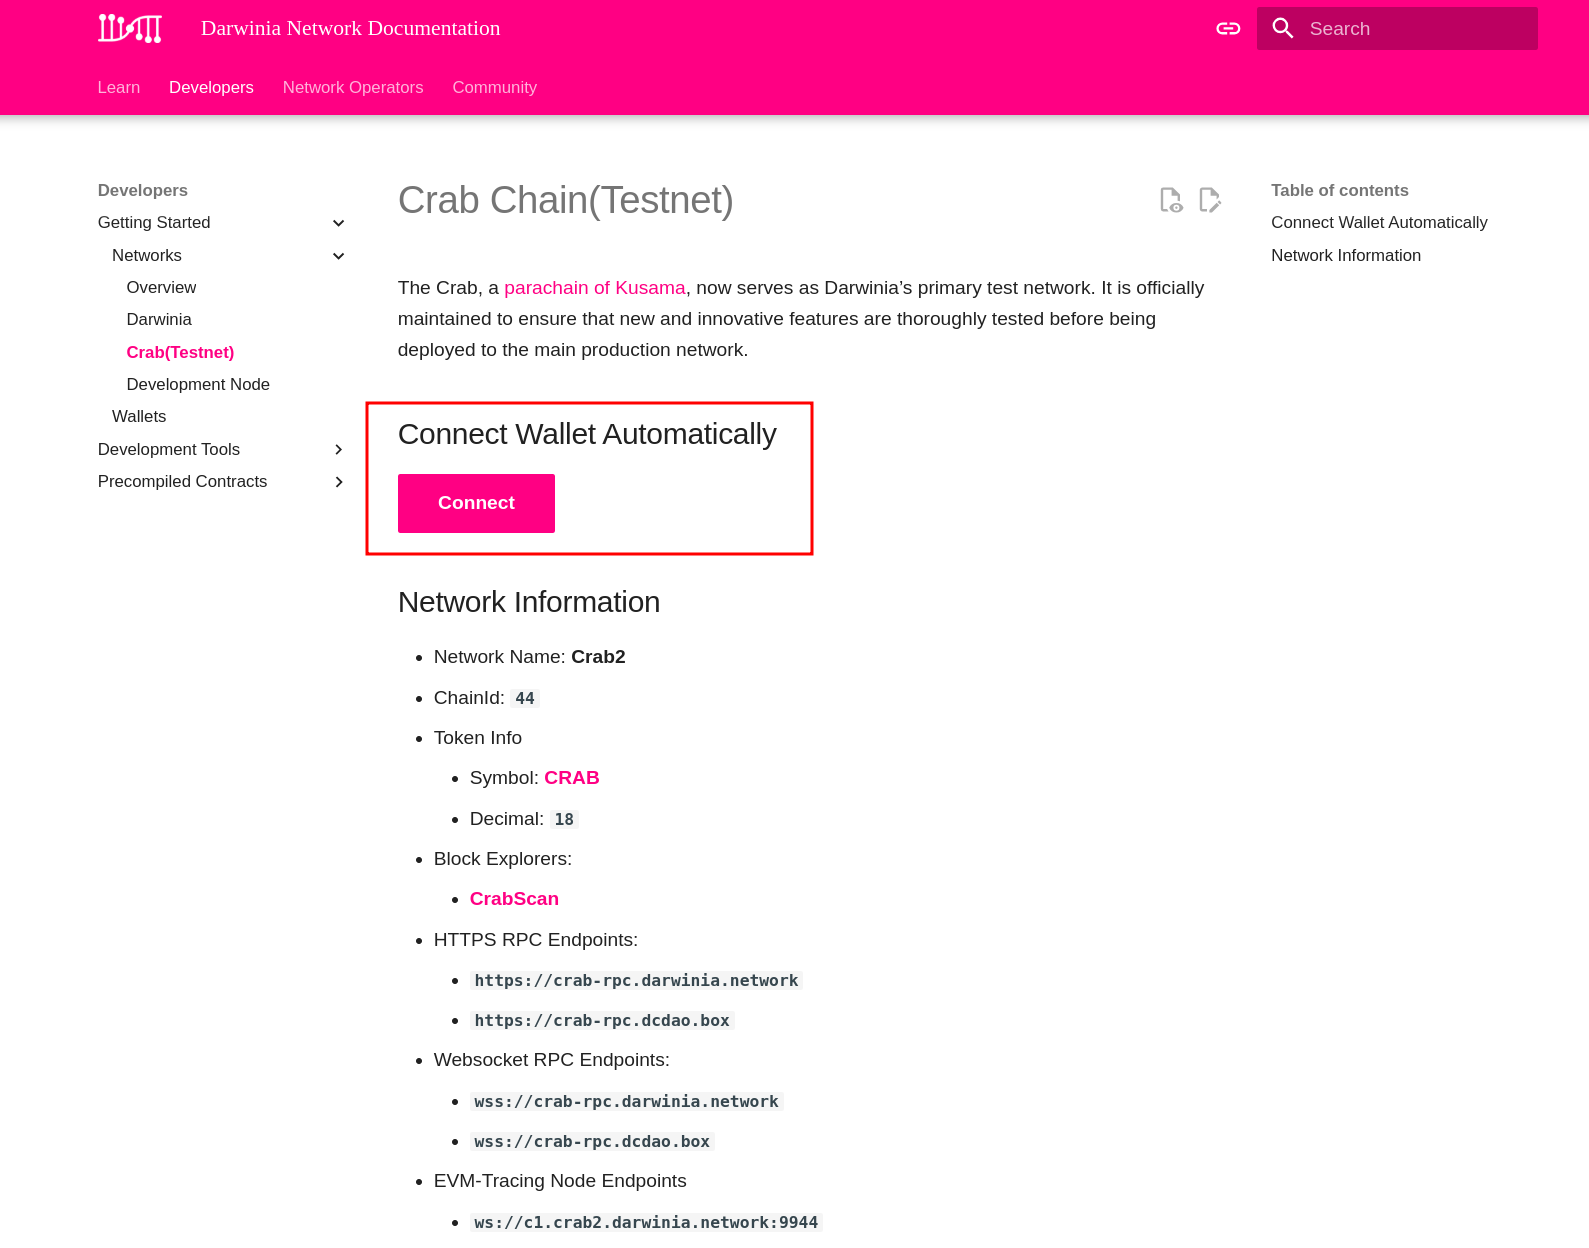 Darwinia Network Documentation
Search
Learn Developers Network Operators Community
Developers
Getting Started
Networks
Overview
Darwinia
Crab(Testnet)
Development Node
Wallets
Development Tools
Precompiled Contracts
Crab Chain(Testnet)
The Crab, a parachain of Kusama, now serves as Darwinia’s primary test network. It is officially
maintained to ensure that new and innovative features are thoroughly tested before being
deployed to the main production network.
Connect Wallet Automatically
Connect
Network Information
Network Name: Crab2
ChainId: 44
Token Info
Symbol: CRAB
Decimal: 18
Block Explorers:
CrabScan
HTTPS RPC Endpoints:
https://crab-rpc.darwinia.network
https://crab-rpc.dcdao.box
Websocket RPC Endpoints:
wss://crab-rpc.darwinia.network
wss://crab-rpc.dcdao.box
EVM-Tracing Node Endpoints
ws://c1.crab2.darwinia.network:9944
Table of contents
Connect Wallet Automatically
Network Information